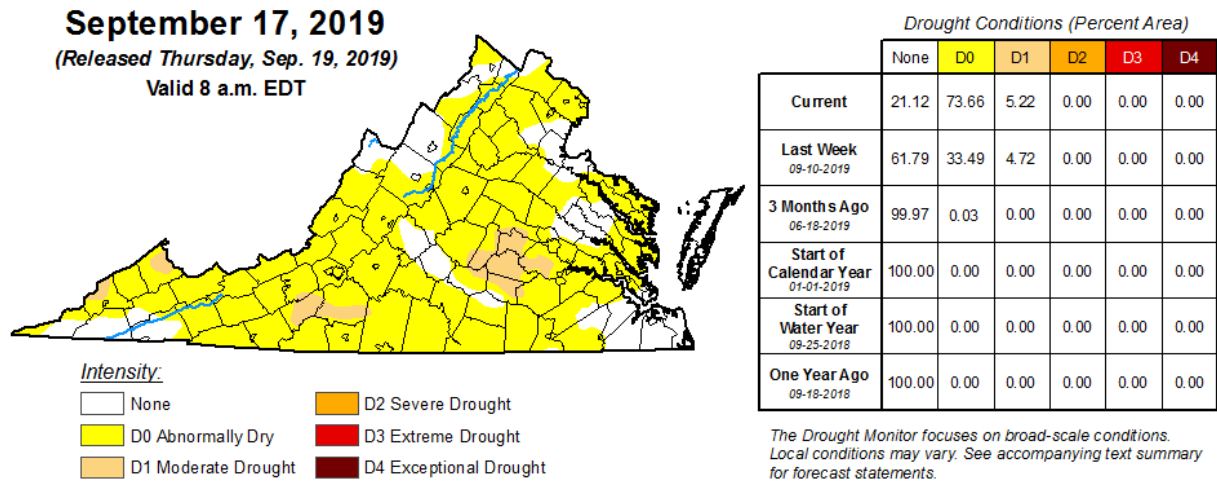 September 17, 2019
(Released Thursday, Sep. 19, 2019)
Valid 8 a.m. EDT
Intensity:
None
D0 Abnormally Dry
D1 Moderate Drought
D2 Severe Drought
D3 Extreme Drought
D4 Exceptional Drought
Drought Conditions (Percent Area)
None D0 D1 D2 D3 D4
Current 21.12 73.66 5.22 0.00 0.00 0.00
Last Week
09-10-2019
61.79 33.49 4.72 0.00 0.00 0.00
3 Months Ago
06-18-2019
99.97 0.03 0.00 0.00 0.00 0.00
Start of
Calendar Year
01-01-2019
100.00 0.00 0.00 0.00 0.00 0.00
Start of
Water Year
09-25-2018
100.00 0.00 0.00 0.00 0.00 0.00
One Year Ago
09-18-2018
100.00 0.00 0.00 0.00 0.00 0.00
The Drought Monitor focuses on broad-scale conditions.
Local conditions may vary. See accompanying text summary
for forecast statements.